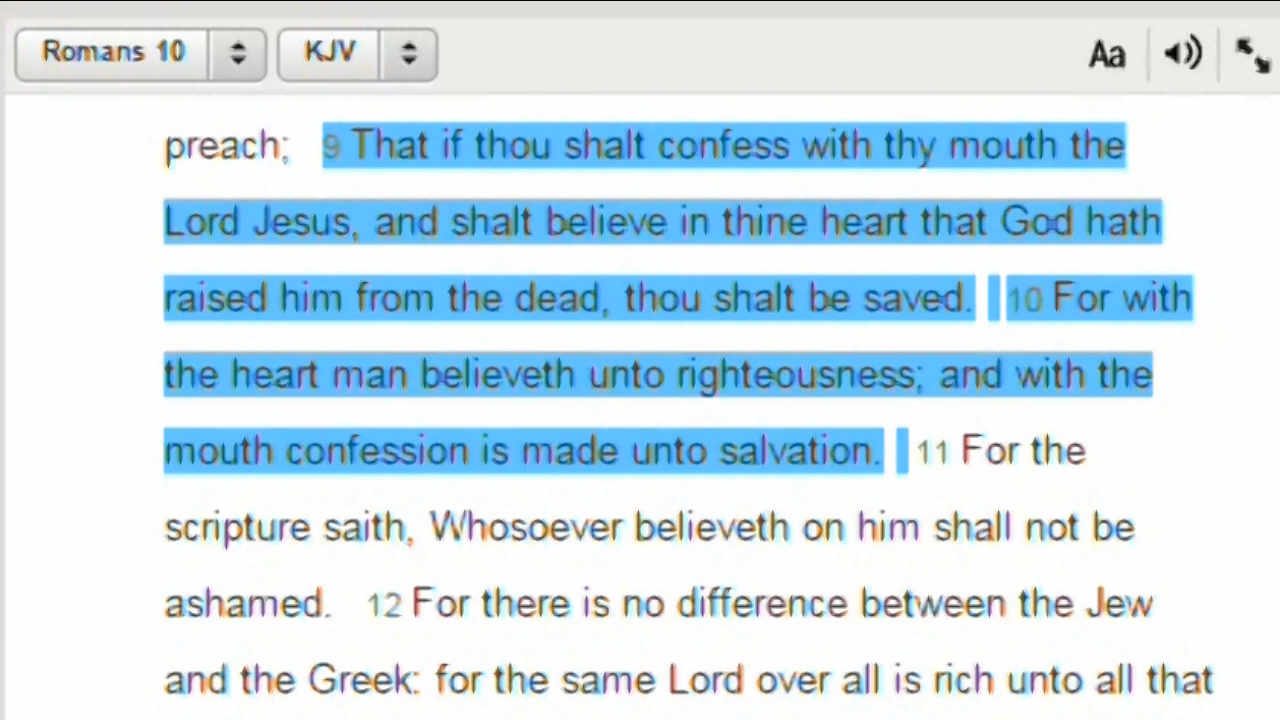 Romans 10 KJV Aa
preach; 9 That if thou shalt confess with thy mouth the
Lord Jesus, and shalt believe in thine heart that God hath
raised him from the dead, thou shalt be saved. 10 For with
the heart man believeth unto righteousness; and with the
mouth confession is made unto salvation. 11 For the
scripture saith, Whosoever believeth on him shall not be
ashamed. 12 For there is no difference between the Jew
and the Greek: for the same Lord over all is rich unto all that